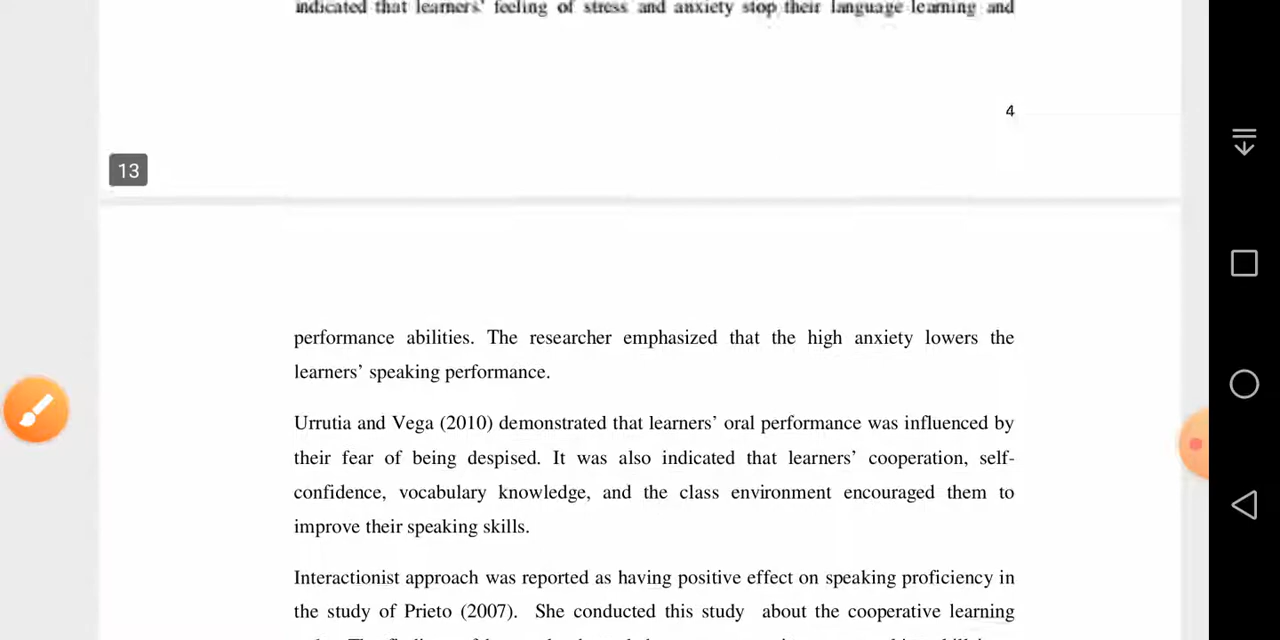 indicated that learners’ feeling of stress and anxiety stop their language learning and
4
13
performance abilities. The researcher emphasized that the high anxiety lowers the
learners’ speaking performance.
Urrutia and Vega (2010) demonstrated that learners’ oral performance was influenced by
their fear of being despised. It was also indicated that learners’ cooperation, self-
confidence, vocabulary knowledge, and the class environment encouraged them to
improve their speaking skills.
Interactionist approach was reported as having positive effect on speaking proficiency in
the study of Prieto (2007). She conducted this study about the cooperative learning